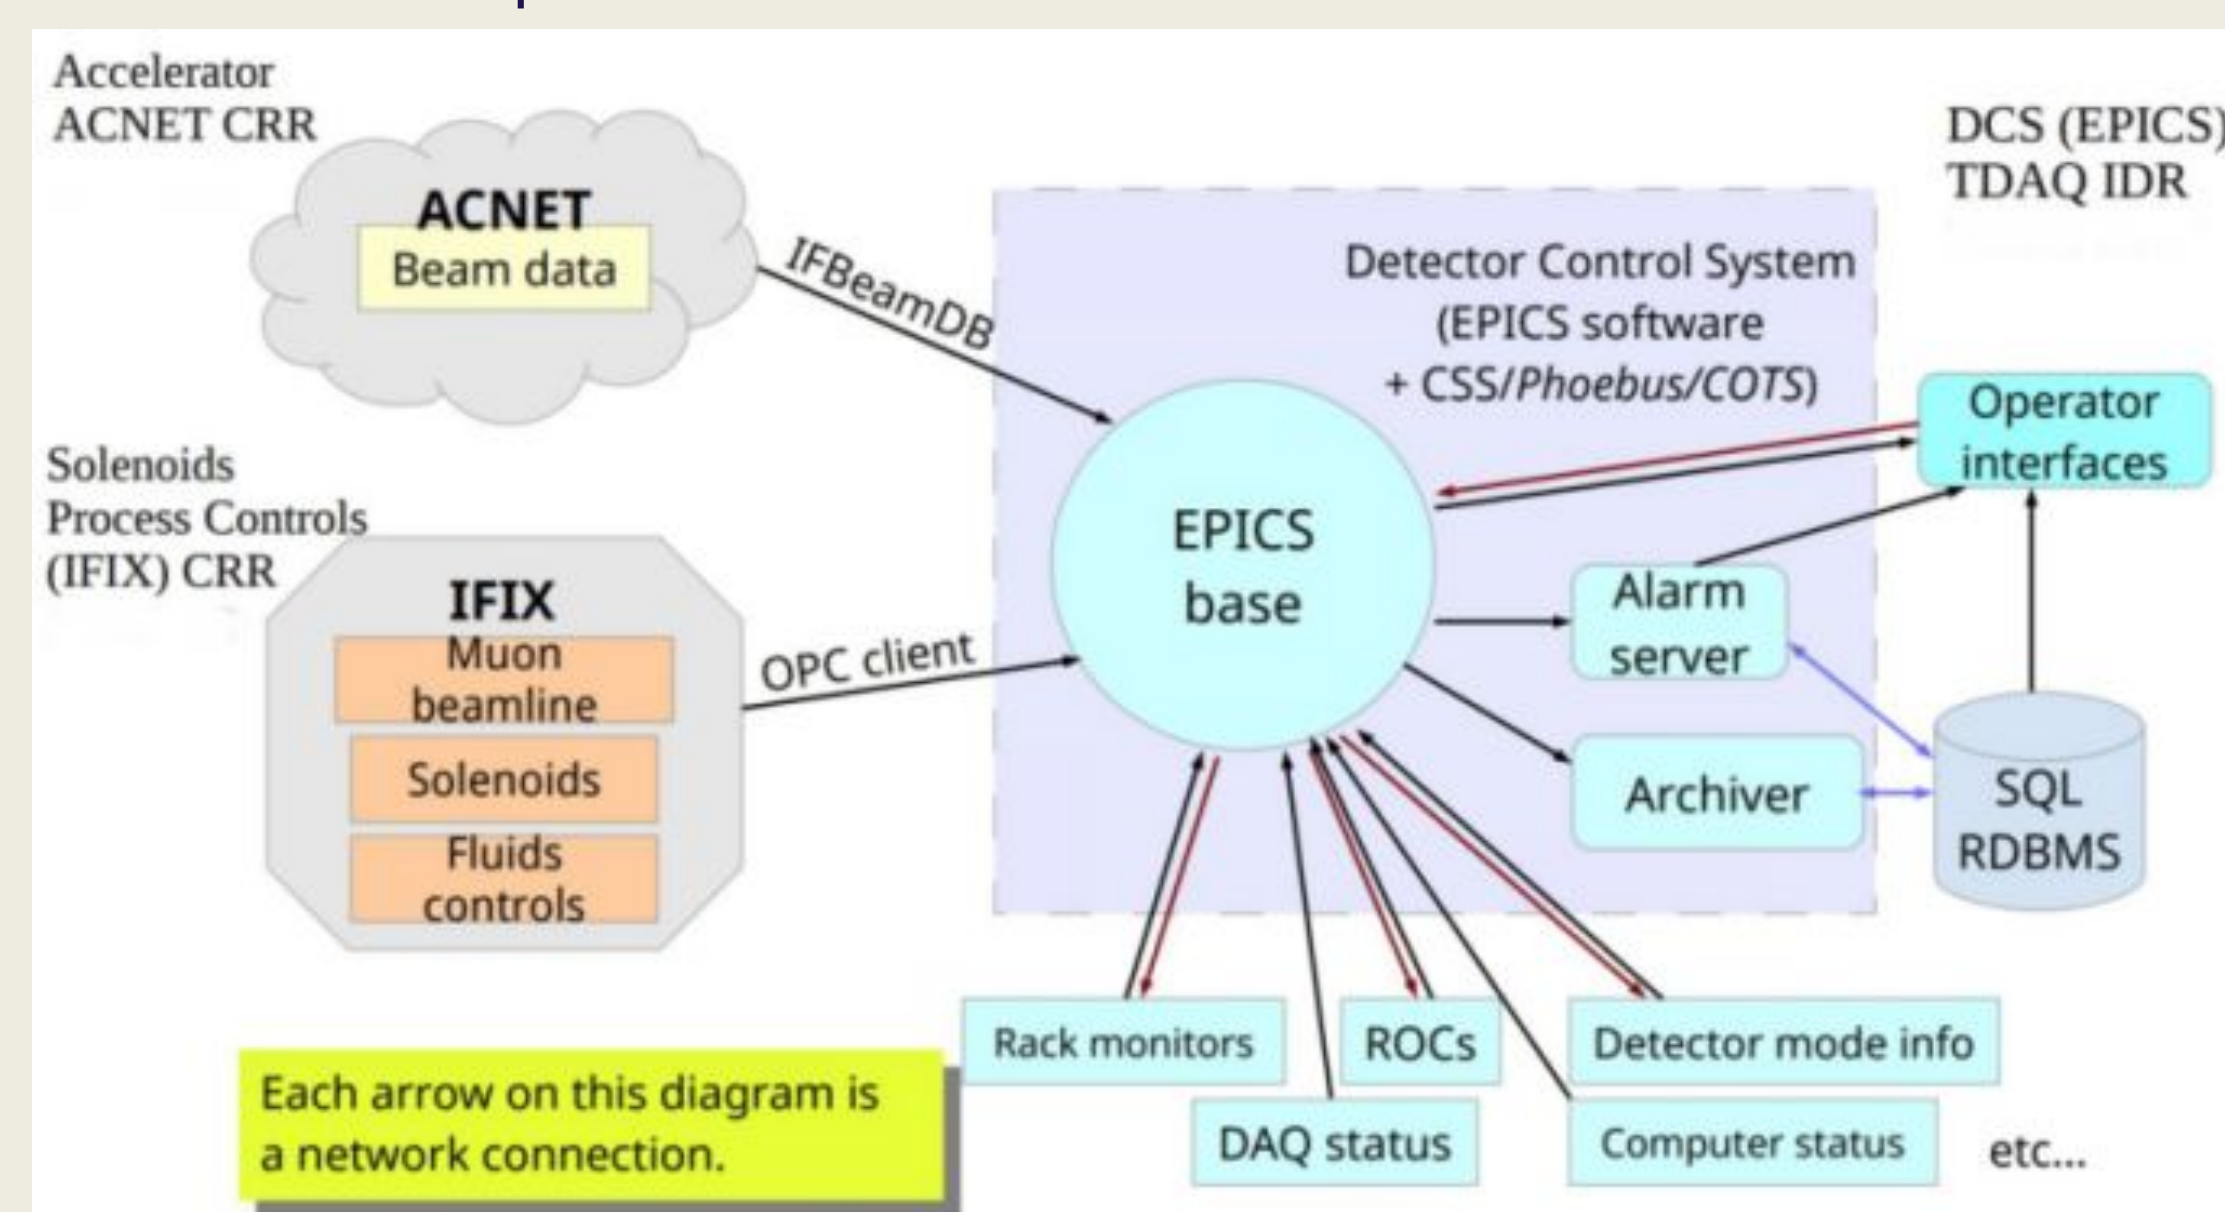 Accelerator
ACNET CRR
ACNET
Beam data
IFBeamDB
DCS (EPICS)
TDAQ IDR
Detector Control System
(EPICS software
+ CSS/Phoebus/COTS)
Operator
interfaces
Solenoids
Process Controls
(IFIX) CRR
IFIX
Muon
beamline
Solenoids
Fluids
controls
OPC client
EPICS
base
Alarm
server
Archiver
SQL
RDBMS
Rack monitors
ROCs
Detector mode info
DAQ status
Computer status
etc...
Each arrow on this diagram is
a network connection.